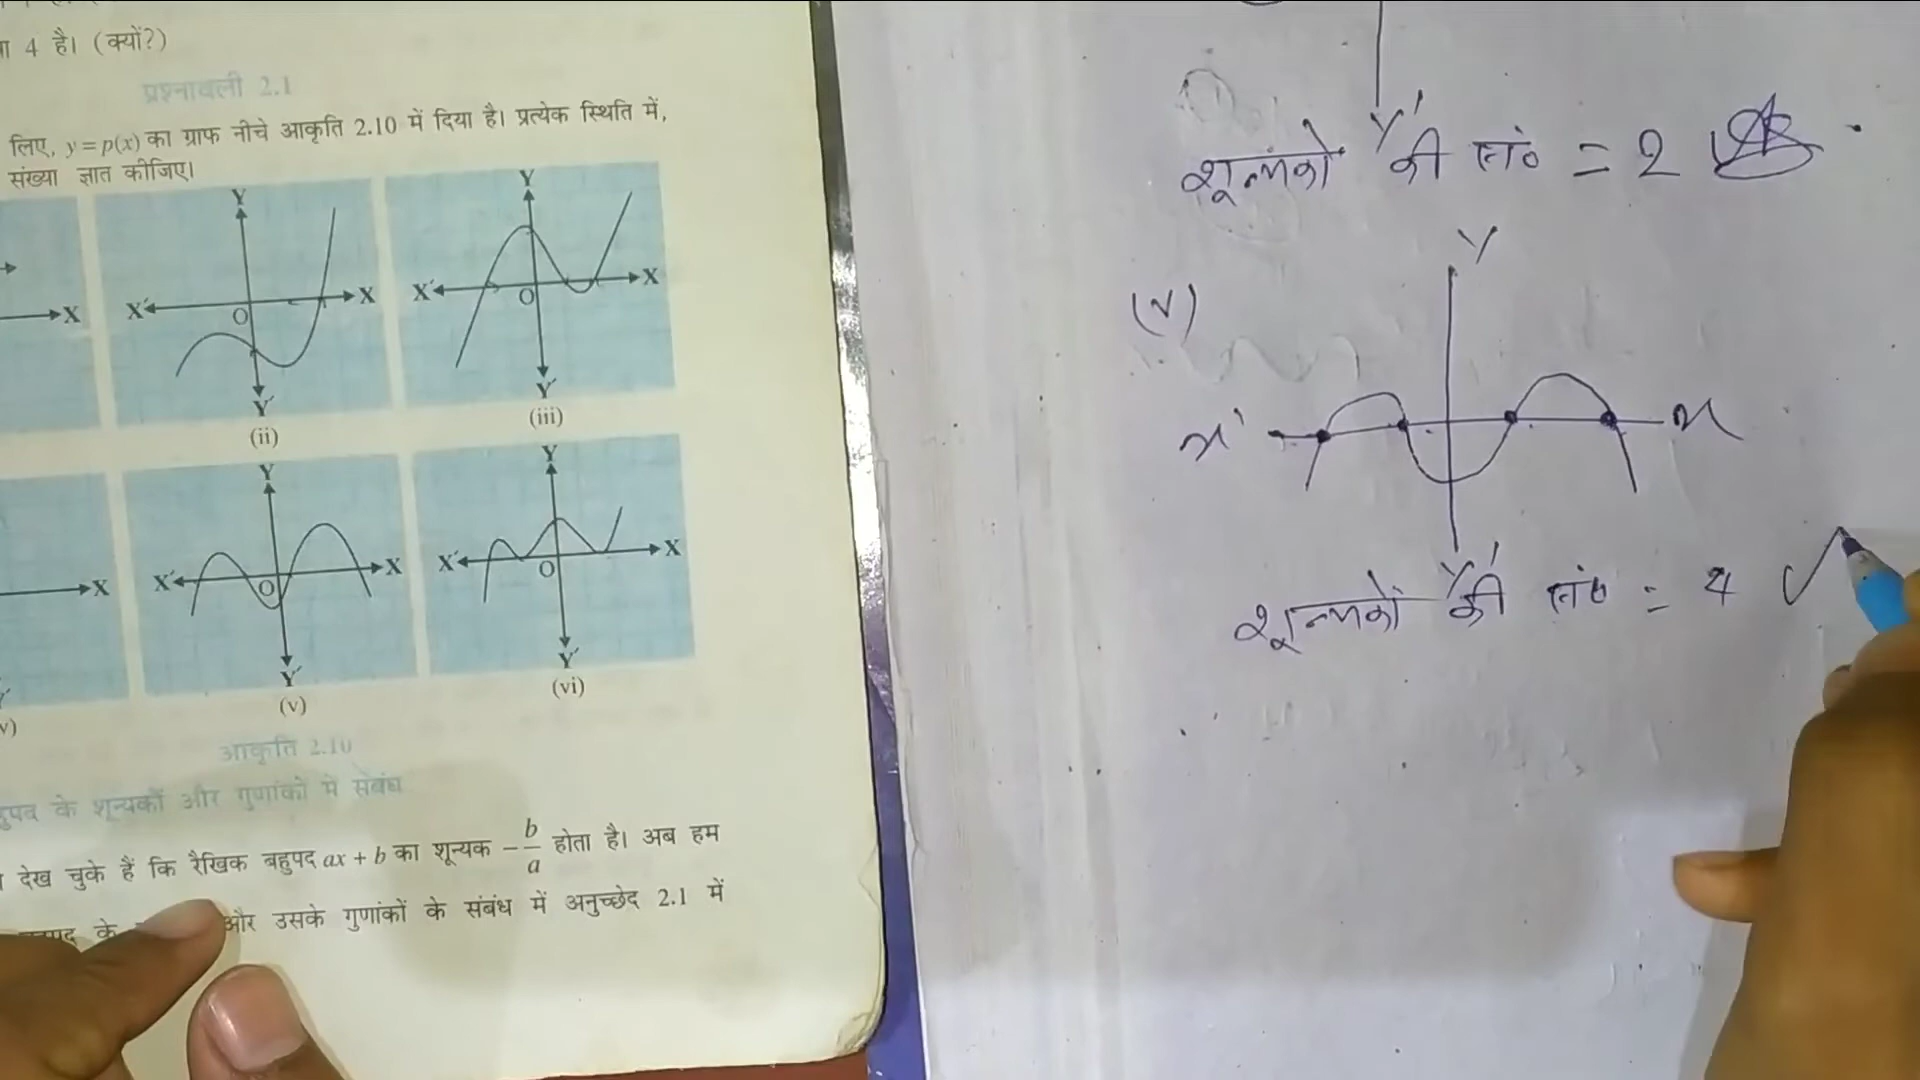 4 है। (क्यों?)
प्रश्नावली 2.1
लिए, y = p(x) का ग्राफ नीचे आकृति 2.10 में दिया है। प्रत्येक स्थिति में,
संख्या ज्ञात कीजिए।
Y Y
X X′ X X′ X
O O
Y′ Y′
(ii) (iii)
Y Y
X X′ X X′ X
O O
Y′ Y′
(v) (vi)
आकृति 2.10
के शून्यकों और गुणांकों में संबंध
देख चुके हैं कि रैखिक बहुपद ax + b का शून्यक −b/a होता है। अब हम
के और उसके गुणांकों के संबंध में अनुच्छेद 2.1 में
Y′
शून्यको की सं० = 2
(V)
Y
x′ x
Y′
शून्यकों की सं० = 4